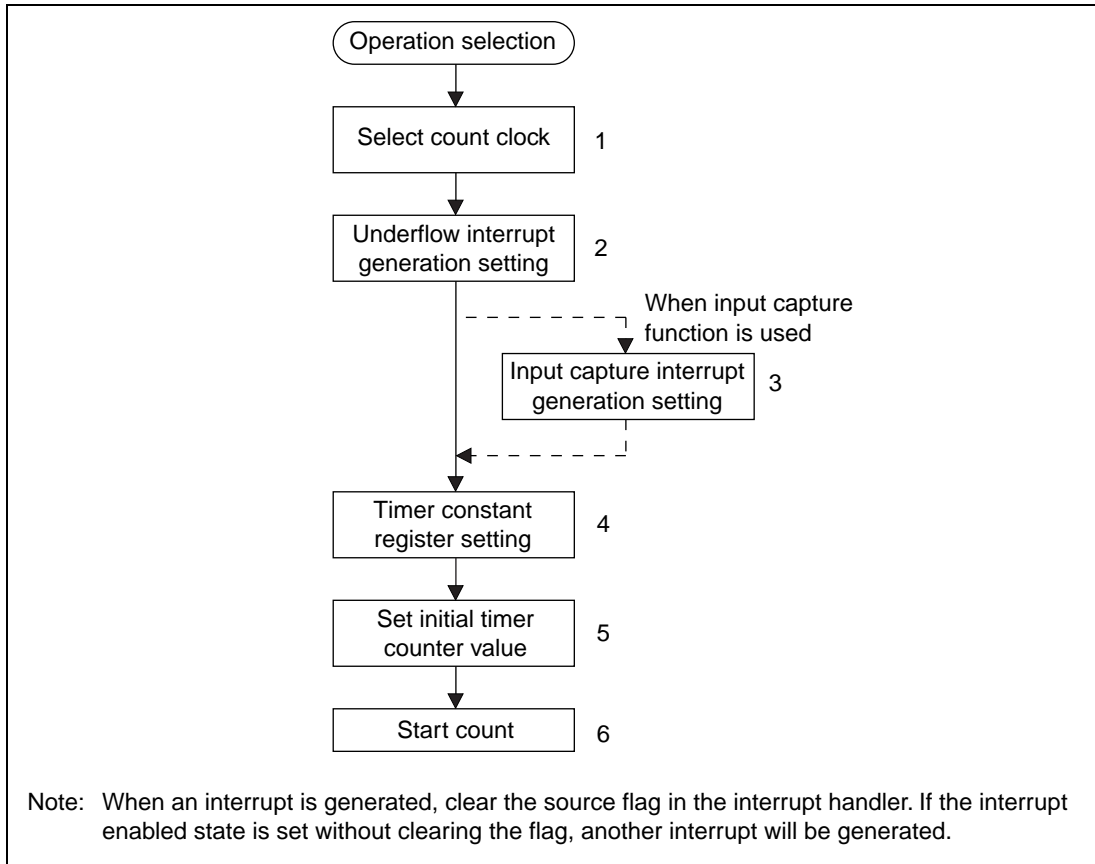 Operation selection
Select count clock
1
Underflow interrupt
generation setting
2
When input capture
function is used
Input capture interrupt
generation setting
3
Timer constant
register setting
4
Set initial timer
counter value
5
Start count
6
Note: When an interrupt is generated, clear the source flag in the interrupt handler. If the interrupt
enabled state is set without clearing the flag, another interrupt will be generated.